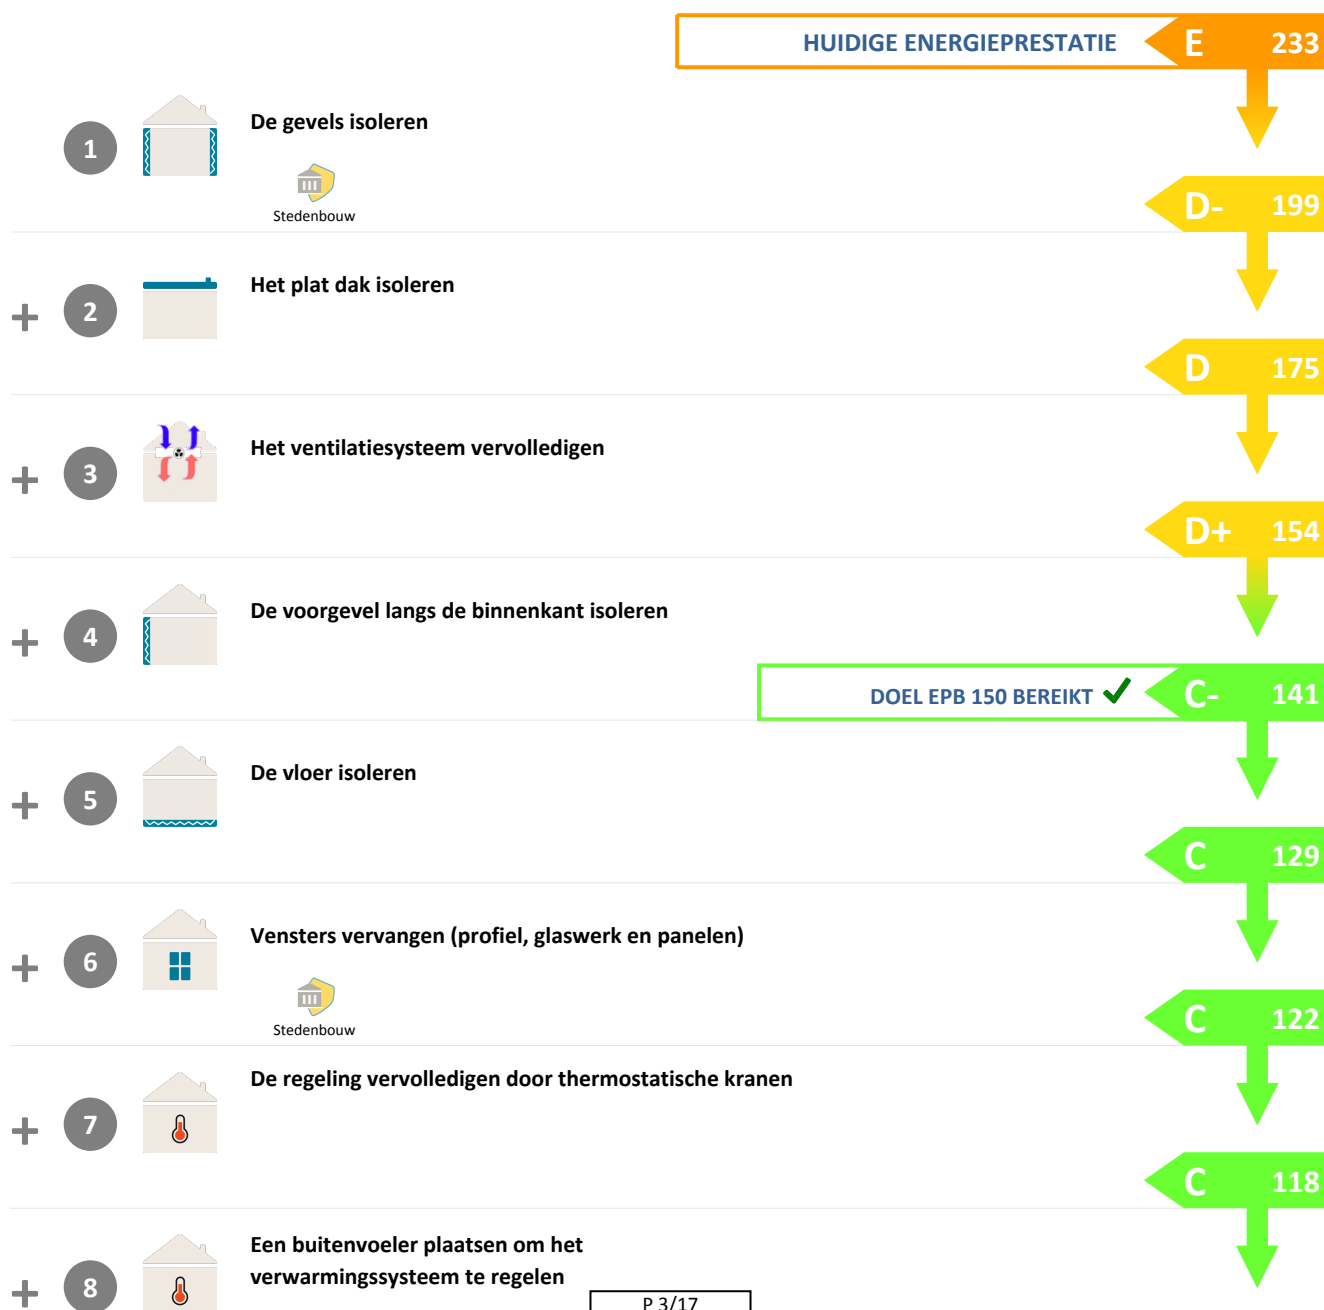 HUIDIGE ENERGIEPRESTATIE E 233
1 De gevels isoleren
Stedenbouw
D- 199
+ 2 Het plat dak isoleren
D 175
+ 3 Het ventilatiesysteem vervolledigen
D+ 154
+ 4 De voorgevel langs de binnenkant isoleren
DOEL EPB 150 BEREIKT ✔ C- 141
+ 5 De vloer isoleren
C 129
+ 6 Vensters vervangen (profiel, glaswerk en panelen)
Stedenbouw
C 122
+ 7 De regeling vervolledigen door thermostatische kranen
C 118
+ 8 Een buitenvoeler plaatsen om het
verwarmingssysteem te regelen
P 3/17